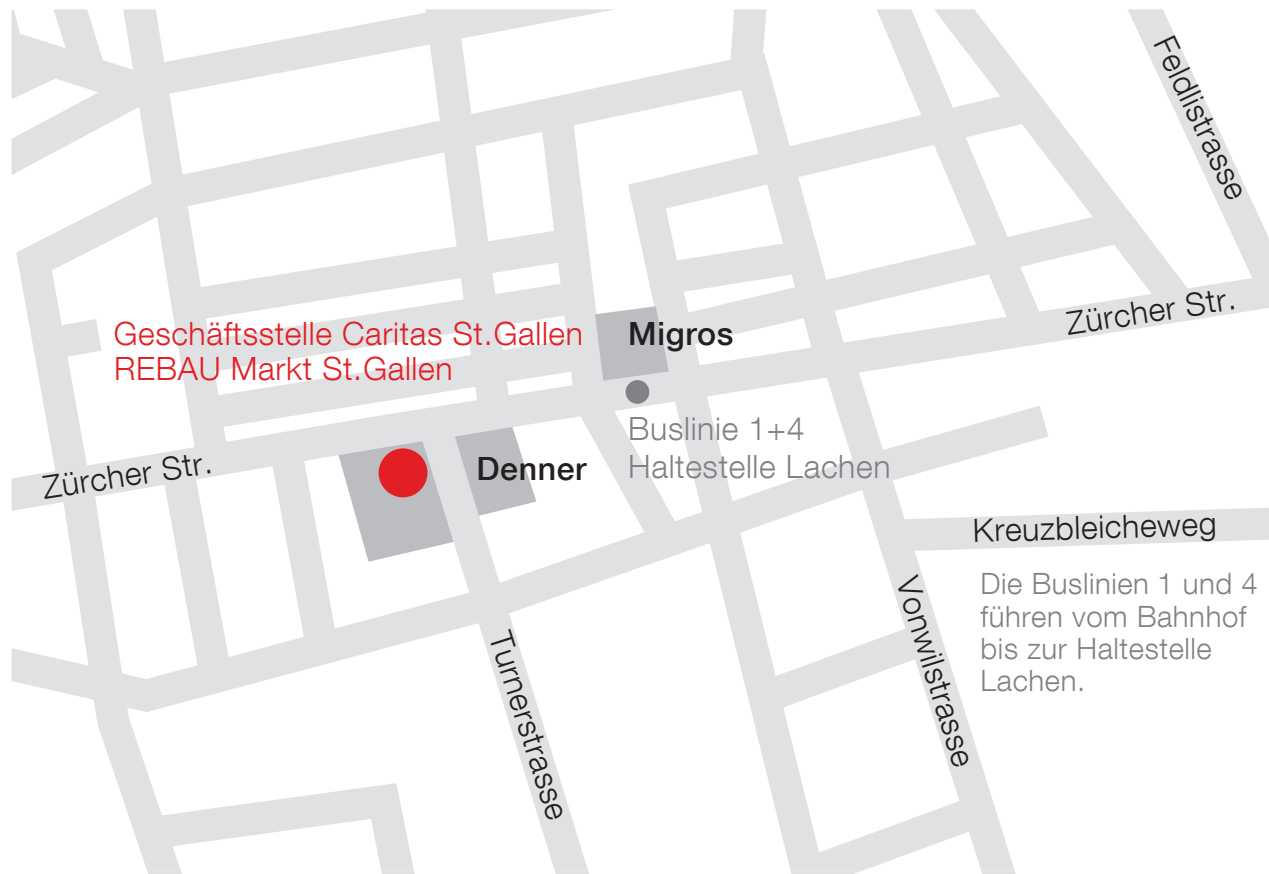 Feldlistrasse
Zürcher Str.
Geschäftsstelle Caritas St.Gallen
REBAU Markt St.Gallen
Migros
Buslinie 1+4
Haltestelle Lachen
Zürcher Str.
Denner
Kreuzbleicheweg
Die Buslinien 1 und 4
führen vom Bahnhof
bis zur Haltestelle
Lachen.
Vonwilstrasse
Turnerstrasse